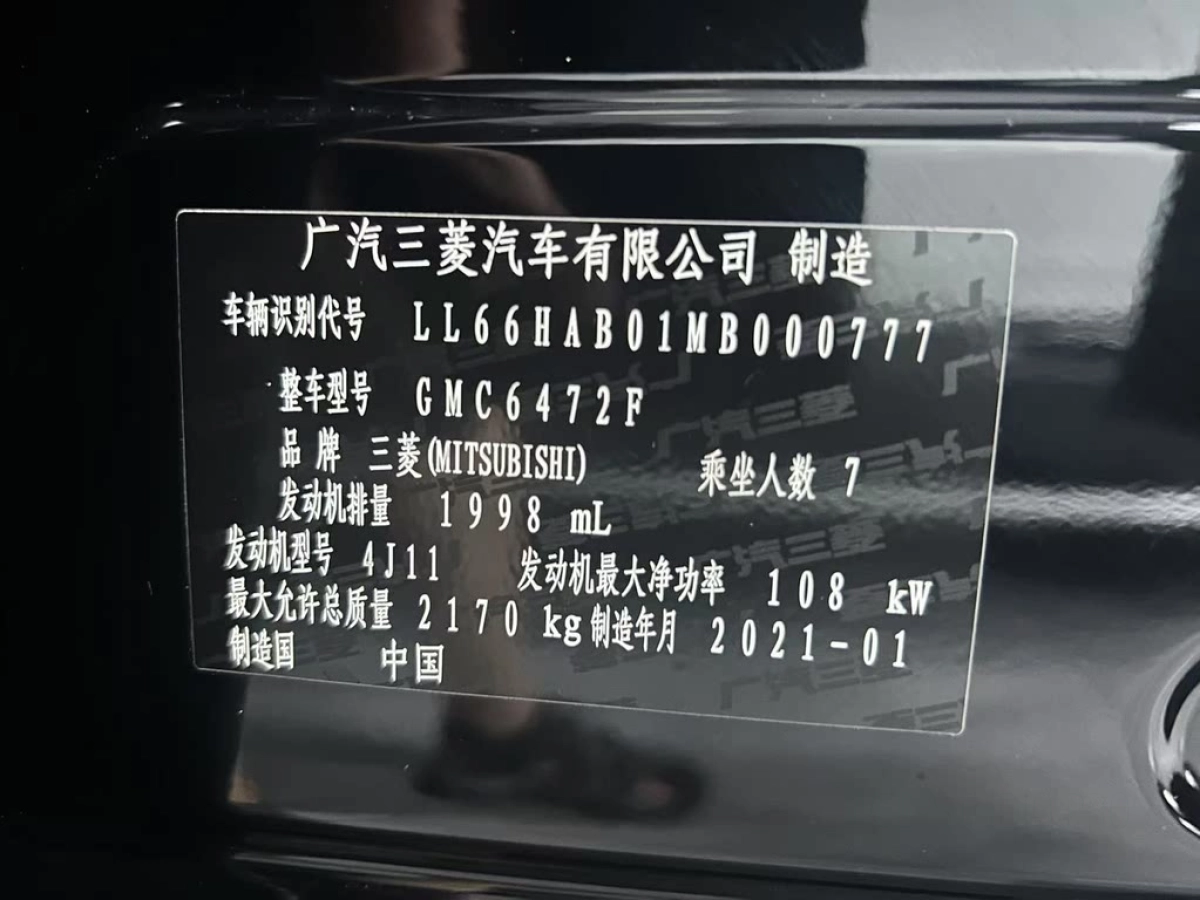 广汽三菱汽车有限公司 制造
车辆识别代号 LL66HAB01MB000777
整车型号 GMC6472F
品牌 三菱(MITSUBISHI) 乘坐人数 7
发动机排量 1998 mL
发动机型号 4J11 发动机最大净功率 108 kW
最大允许总质量 2170 kg 制造年月 2021-01
制造国 中国